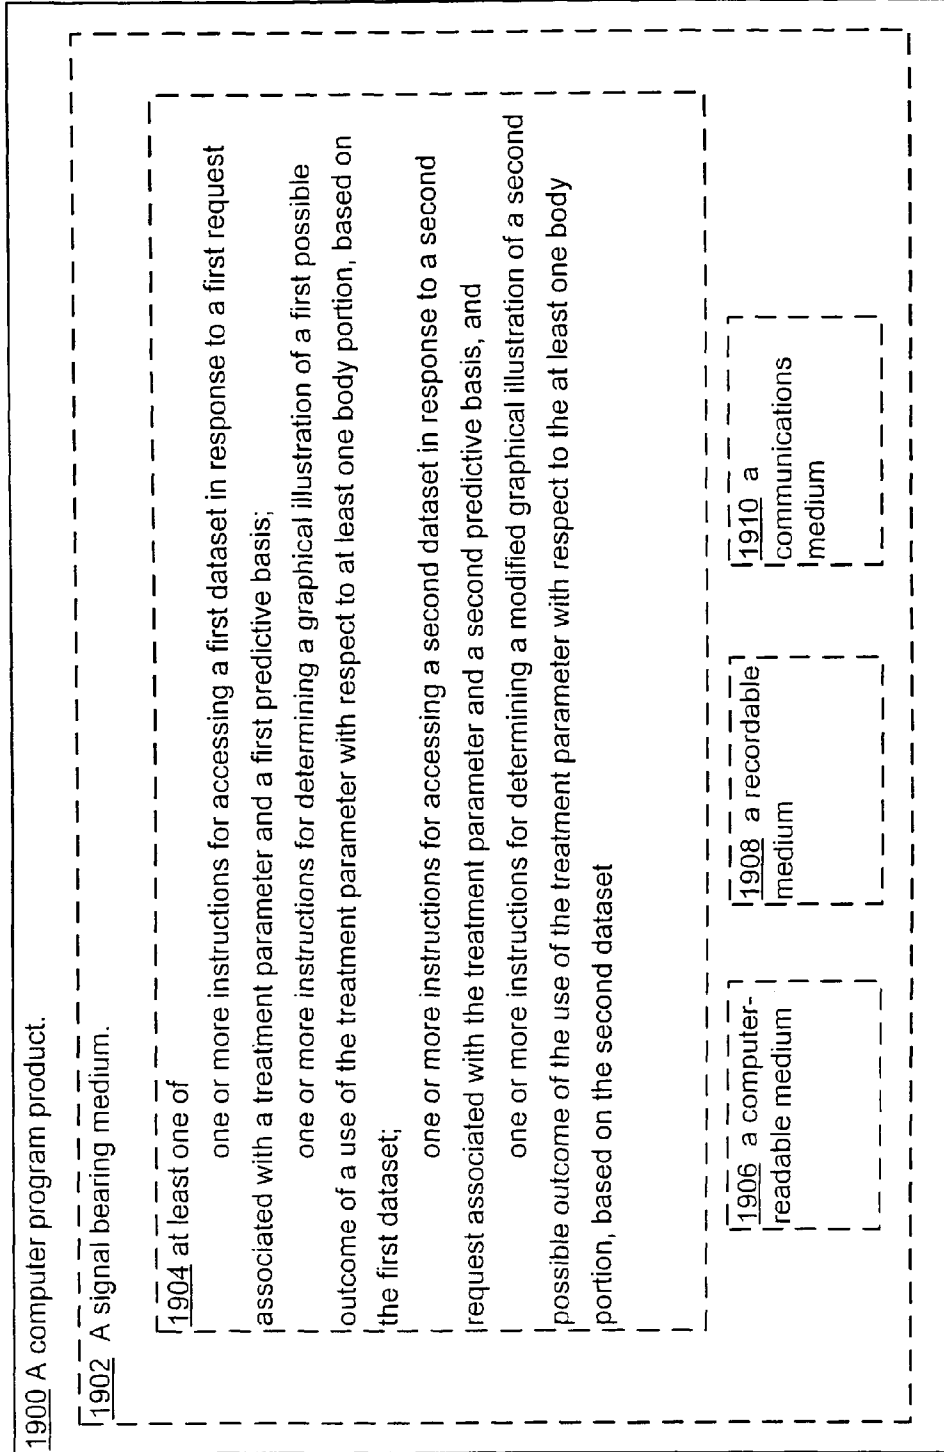 1900 A computer program product.
1902 A signal bearing medium.
1904 at least one of
one or more instructions for accessing a first dataset in response to a first request
associated with a treatment parameter and a first predictive basis;
one or more instructions for determining a graphical illustration of a first possible
outcome of a use of the treatment parameter with respect to at least one body portion, based on
the first dataset;
one or more instructions for accessing a second dataset in response to a second
request associated with the treatment parameter and a second predictive basis, and
one or more instructions for determining a modified graphical illustration of a second
possible outcome of the use of the treatment parameter with respect to the at least one body
portion, based on the second dataset
1906 a computer-
readable medium
1908 a recordable
medium
1910 a
communications
medium